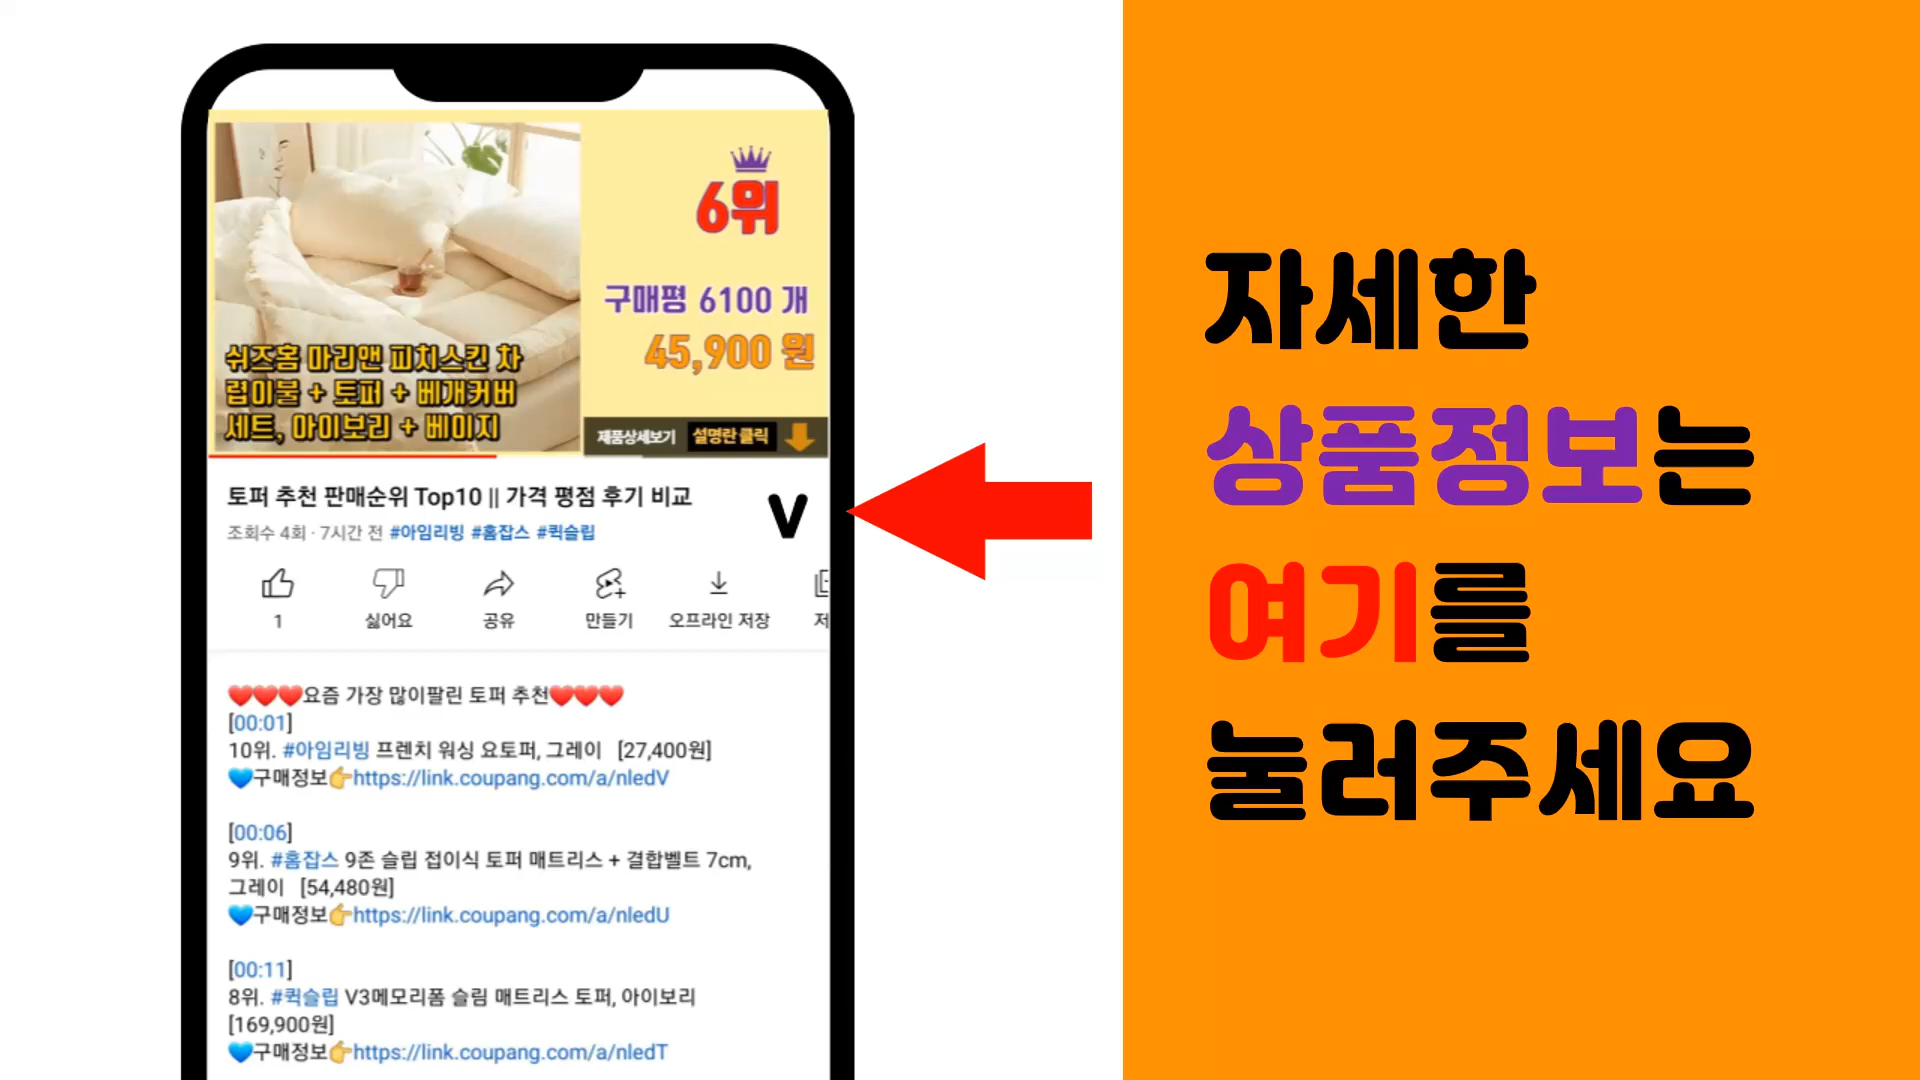 6위
구매평 6100 개
45,900 원
쉬즈홈 마리앤 피치스킨 차
렵이불 + 토퍼 + 베개커버
세트, 아이보리 + 베이지
제품상세보기 설명란 클릭
토퍼 추천 판매순위 Top10 || 가격 평점 후기 비교
V
조회수 4회 · 7시간 전 #아임리빙 #홈잡스 #퀵슬립
1 싫어요 공유 만들기 오프라인 저장 저
❤️❤️❤️요즘 가장 많이팔린 토퍼 추천❤️❤️❤️
[00:01]
10위. #아임리빙 프렌치 워싱 요토퍼, 그레이 [27,400원]
💙구매정보👉https://link.coupang.com/a/nledV
[00:06]
9위. #홈잡스 9존 슬립 접이식 토퍼 매트리스 + 결합벨트 7cm,
그레이 [54,480원]
💙구매정보👉https://link.coupang.com/a/nledU
[00:11]
8위. #퀵슬립 V3메모리폼 슬림 매트리스 토퍼, 아이보리
[169,900원]
💙구매정보👉https://link.coupang.com/a/nledT
자세한
상품정보는
여기를
눌러주세요